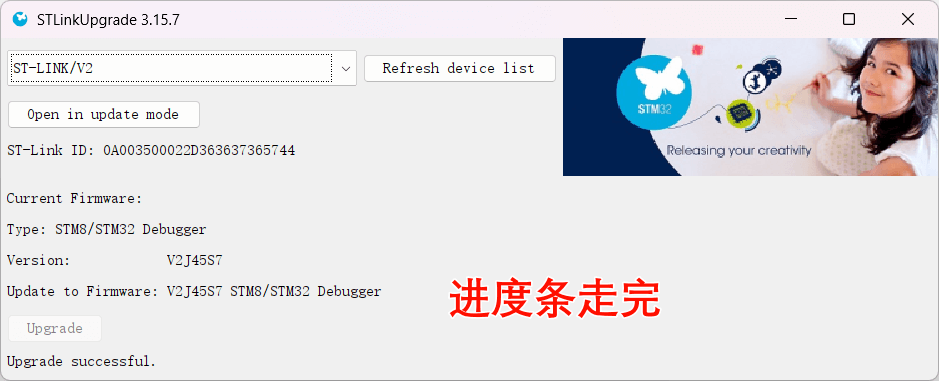 STLinkUpgrade 3.15.7
ST-LINK/V2
Refresh device list
Open in update mode
STM32
Releasing your creativity
ST-Link ID: 0A003500022D363637365744
Current Firmware:
Type: STM8/STM32 Debugger
Version: V2J45S7
Update to Firmware: V2J45S7 STM8/STM32 Debugger
进度条走完
Upgrade
Upgrade successful.